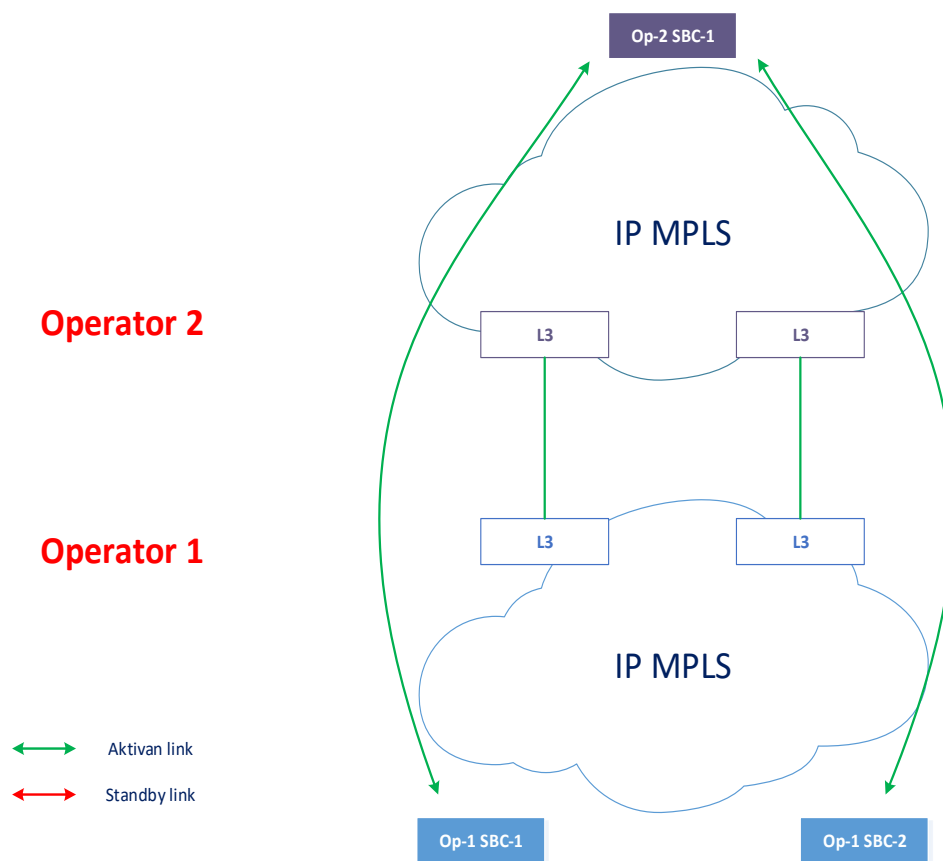 Op-2 SBC-1
IP MPLS
Operator 2
L3
L3
Operator 1
L3
L3
IP MPLS
Aktivan link
Standby link
Op-1 SBC-1
Op-1 SBC-2